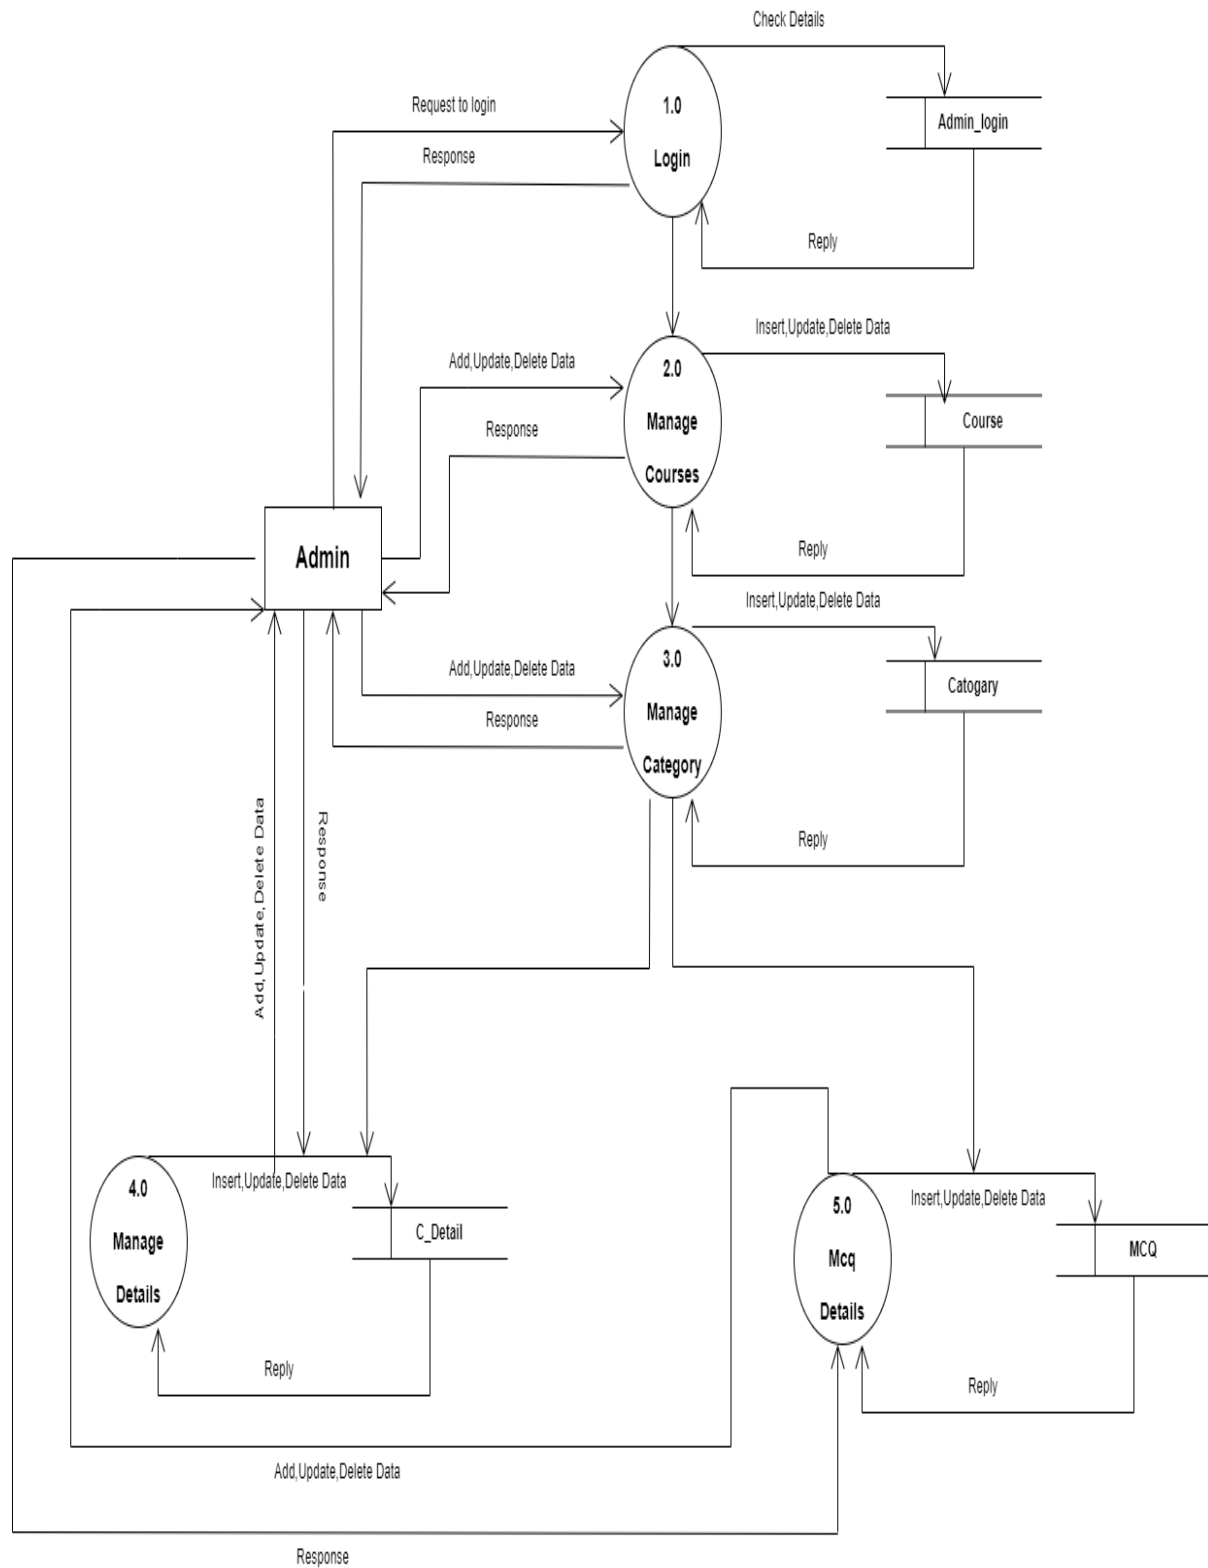 Check Details
Request to login
1.0
Login
Admin_login
Response
Reply
Insert,Update,Delete Data
Add,Update,Delete Data
2.0
Manage
Courses
Course
Response
Reply
Admin
Insert,Update,Delete Data
Add,Update,Delete Data
3.0
Manage
Category
Catogary
Response
Reply
Add,Update,Delete Data
Response
4.0
Manage
Details
Insert,Update,Delete Data
C_Detail
Reply
5.0
Mcq
Details
Insert,Update,Delete Data
MCQ
Reply
Add,Update,Delete Data
Response